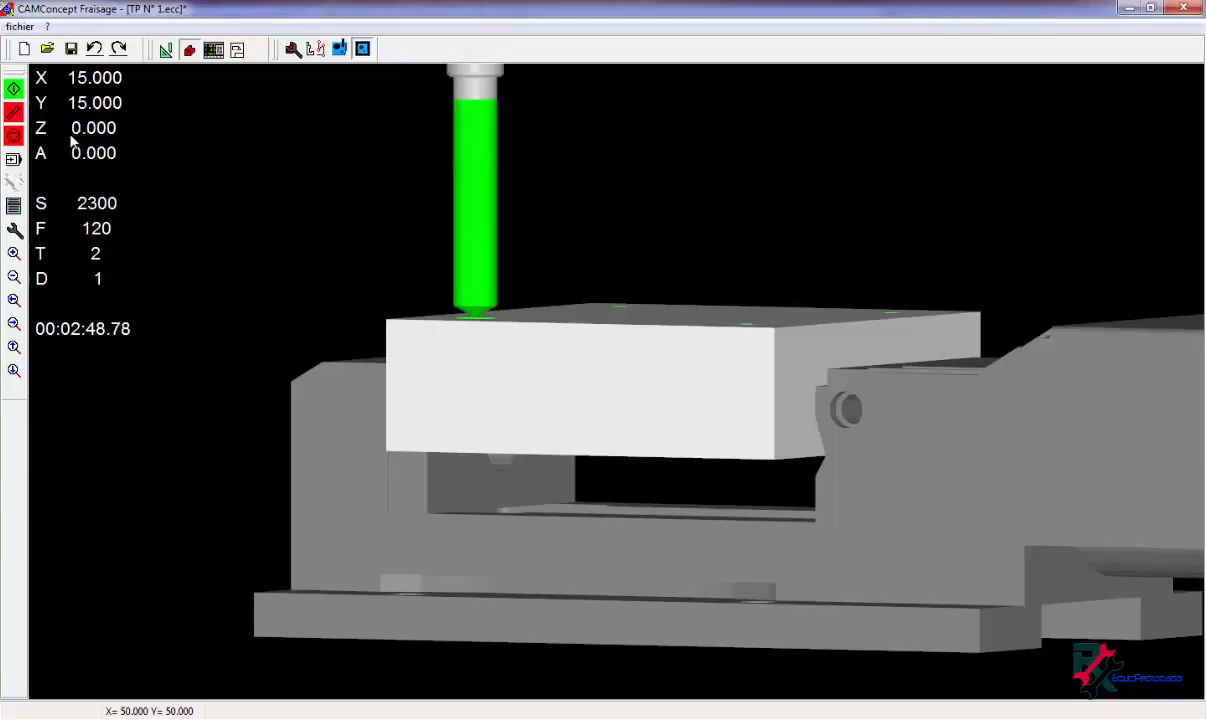 CAMConcept Fraisage - [TP N° 1.ecc]*
fichier ?
X 15.000
Y 15.000
Z 0.000
A 0.000
S 2300
F 120
T 2
D 1
00:02:48.78
X= 50.000 Y= 50.000